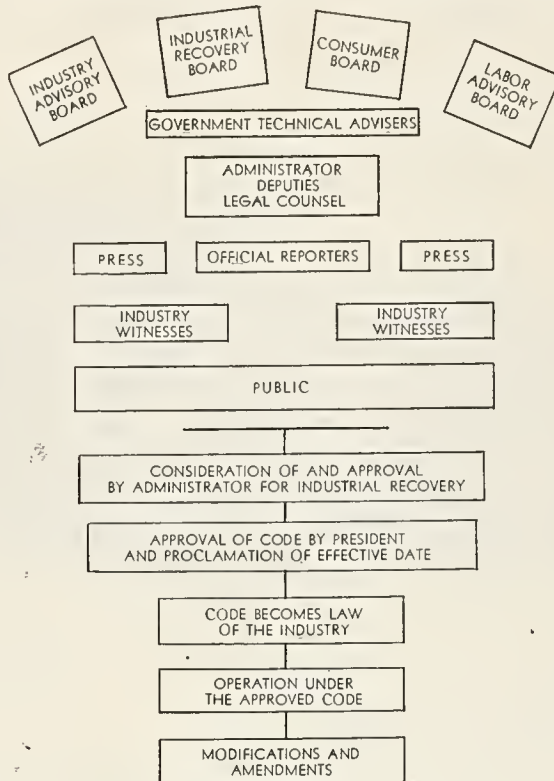 INDUSTRY
ADVISORY
BOARD
INDUSTRIAL
RECOVERY
BOARD
CONSUMER
BOARD
LABOR
ADVISORY
BOARD
GOVERNMENT TECHNICAL ADVISERS
ADMINISTRATOR
DEPUTIES
LEGAL COUNSEL
PRESS
OFFICIAL REPORTERS
PRESS
INDUSTRY
WITNESSES
INDUSTRY
WITNESSES
PUBLIC
CONSIDERATION OF AND APPROVAL
BY ADMINISTRATOR FOR INDUSTRIAL RECOVERY
APPROVAL OF CODE BY PRESIDENT
AND PROCLAMATION OF EFFECTIVE DATE
CODE BECOMES LAW
OF THE INDUSTRY
OPERATION UNDER
THE APPROVED CODE
MODIFICATIONS AND
AMENDMENTS